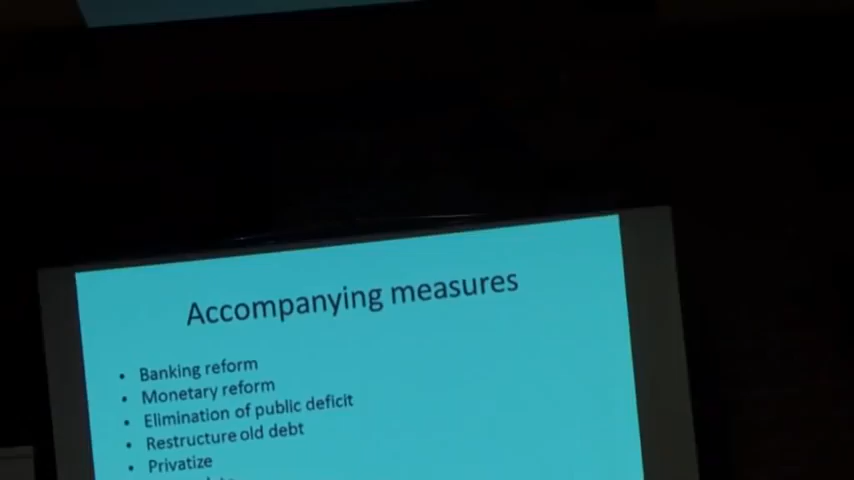 Accompanying measures
• Banking reform
• Monetary reform
• Elimination of public deficit
• Restructure old debt
• Privatize